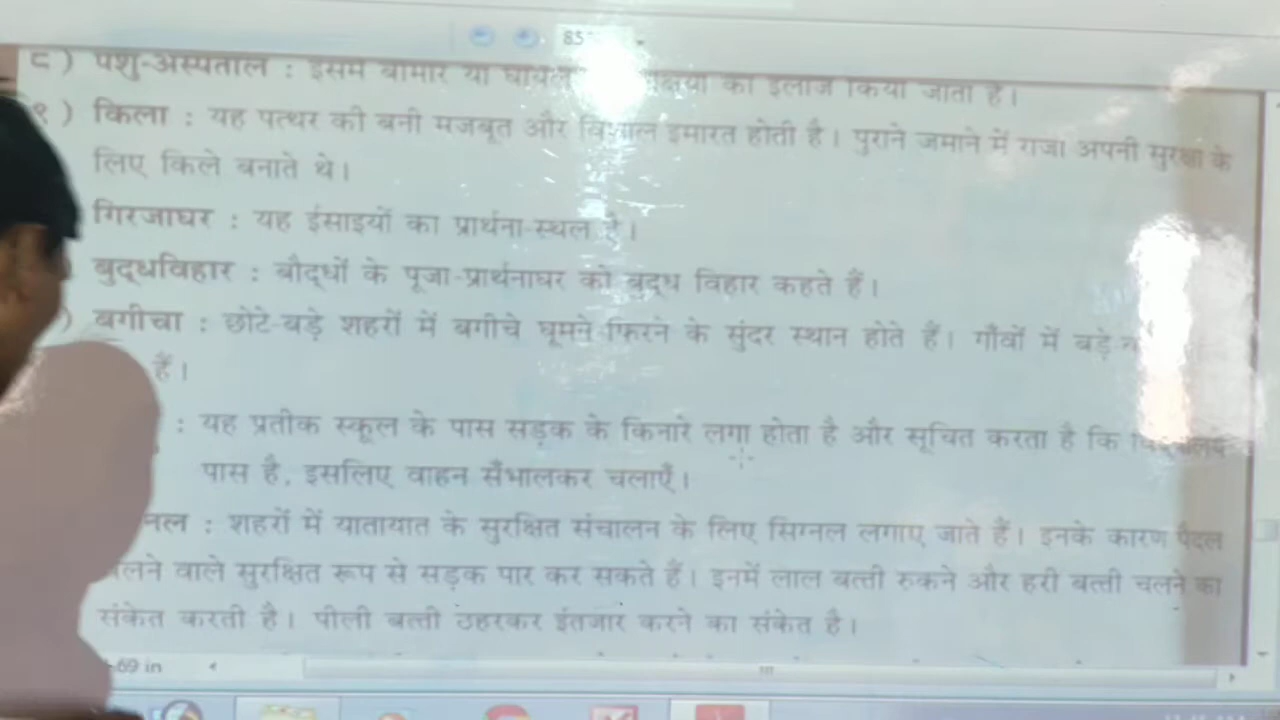 85
८) पशु-अस्पताल : इसमें बीमार या घायल का इलाज किया जाता है।
९) किला : यह पत्थर की बनी मजबूत और विशाल इमारत होती है। पुराने जमाने में राजा अपनी सुरक्षा के
लिए किले बनाते थे।
गिरजाघर : यह ईसाइयों का प्रार्थना-स्थल है।
बुद्धविहार : बौद्धों के पूजा-प्रार्थनाघर को बुद्ध विहार कहते हैं।
) बगीचा : छोटे-बड़े शहरों में बगीचे घूमने-फिरने के सुंदर स्थान होते हैं। गाँवों में बड़े
हैं।
: यह प्रतीक स्कूल के पास सड़क के किनारे लगा होता है और सूचित करता है कि
पास है, इसलिए वाहन सँभालकर चलाएँ।
: शहरों में यातायात के सुरक्षित संचालन के लिए सिग्नल लगाए जाते हैं। इनके कारण पैदल
चलने वाले सुरक्षित रूप से सड़क पार कर सकते हैं। इनमें लाल बत्ती रुकने और हरी बत्ती चलने का
संकेत करती है। पीली बत्ती ठहरकर इंतजार करने का संकेत है।
69 in